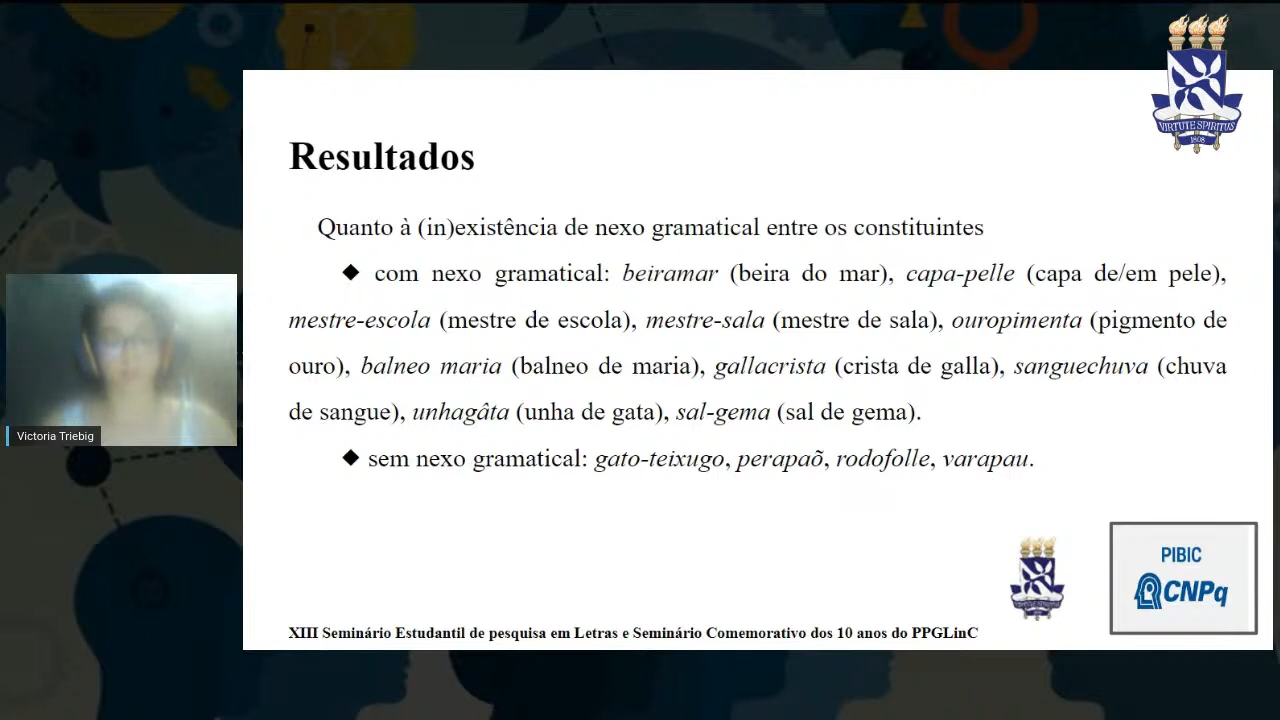 VIRTUTE SPIRITUS
1808
Resultados
Quanto à (in)existência de nexo gramatical entre os constituintes
◆ com nexo gramatical: beiramar (beira do mar), capa-pelle (capa de/em pele),
mestre-escola (mestre de escola), mestre-sala (mestre de sala), ouropimenta (pigmento de
ouro), balneo maria (balneo de maria), gallacrista (crista de galla), sanguechuva (chuva
de sangue), unhagâta (unha de gata), sal-gema (sal de gema).
Victoria Triebig
◆ sem nexo gramatical: gato-teixugo, perapaõ, rodofolle, varapau.
PIBIC
CNPq
XIII Seminário Estudantil de pesquisa em Letras e Seminário Comemorativo dos 10 anos do PPGLinC